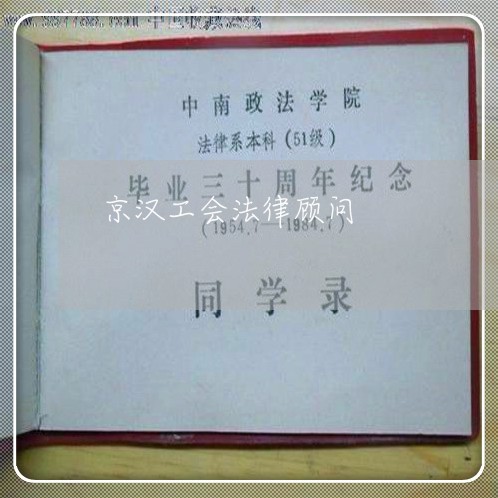 中南政法学院
法律系本科(51级)
毕业三十周年纪念
京汉工会法律顾问
(1954.7—1984.7)
同学录